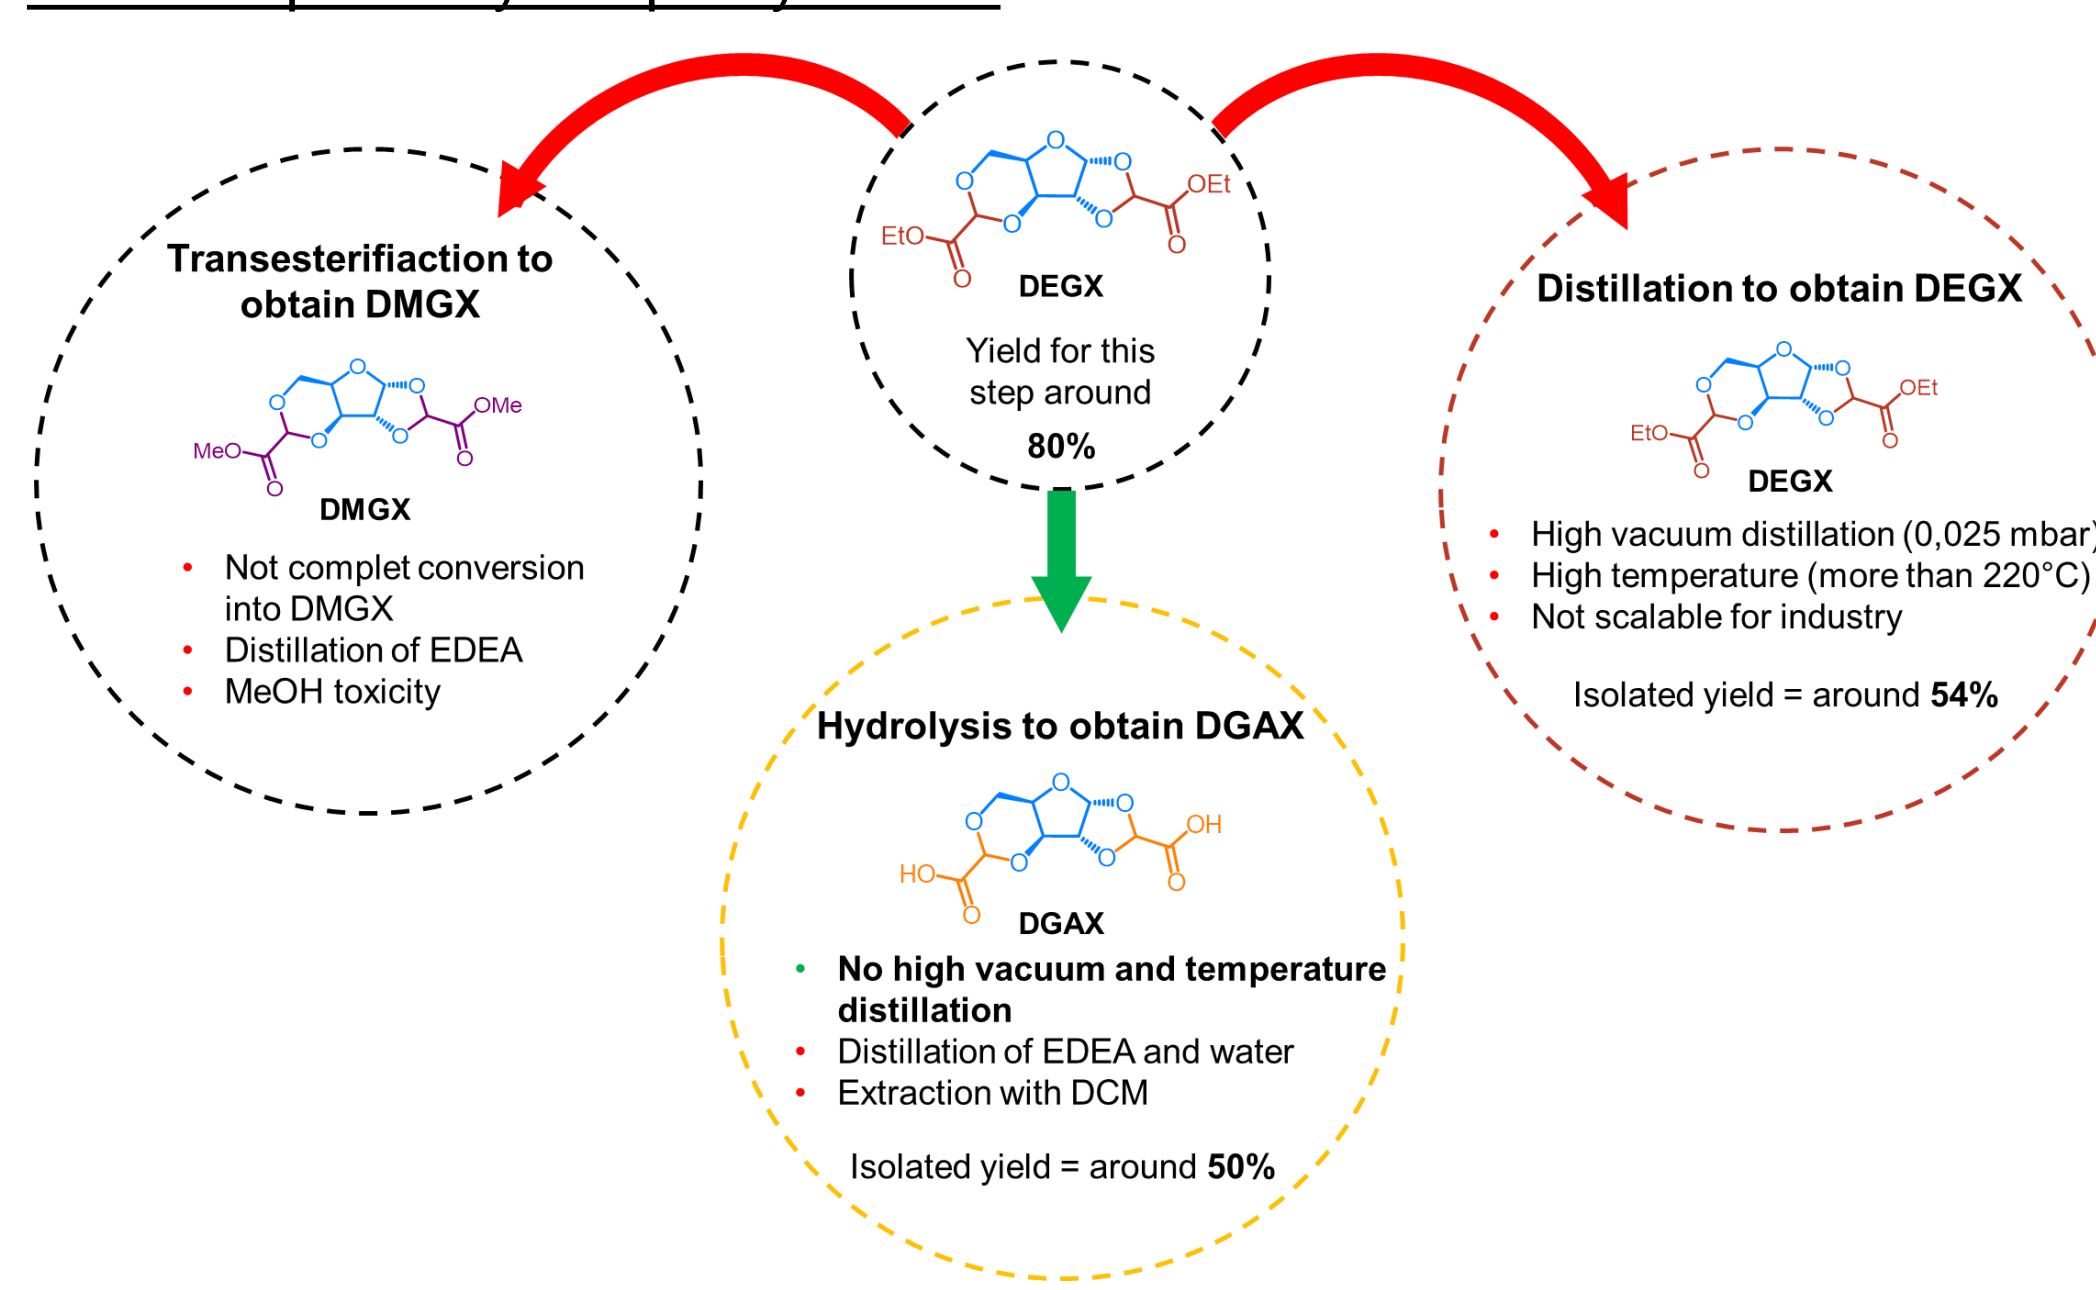 DEGX
Yield for this
step around
80%
Transesterifiaction to
obtain DMGX
DMGX
• Not complet conversion
into DMGX
• Distillation of EDEA
• MeOH toxicity
Distillation to obtain DEGX
DEGX
• High vacuum distillation (0,025 mbar)
• High temperature (more than 220°C)
• Not scalable for industry
Isolated yield = around 54%
Hydrolysis to obtain DGAX
DGAX
• No high vacuum and temperature
distillation
• Distillation of EDEA and water
• Extraction with DCM
Isolated yield = around 50%
O
O
O
OEt
EtO
O
O
O
O
O
O
O
OMe
MeO
O
O
O
O
O
O
O
OEt
EtO
O
O
O
O
O
O
O
OH
HO
O
O
O
O